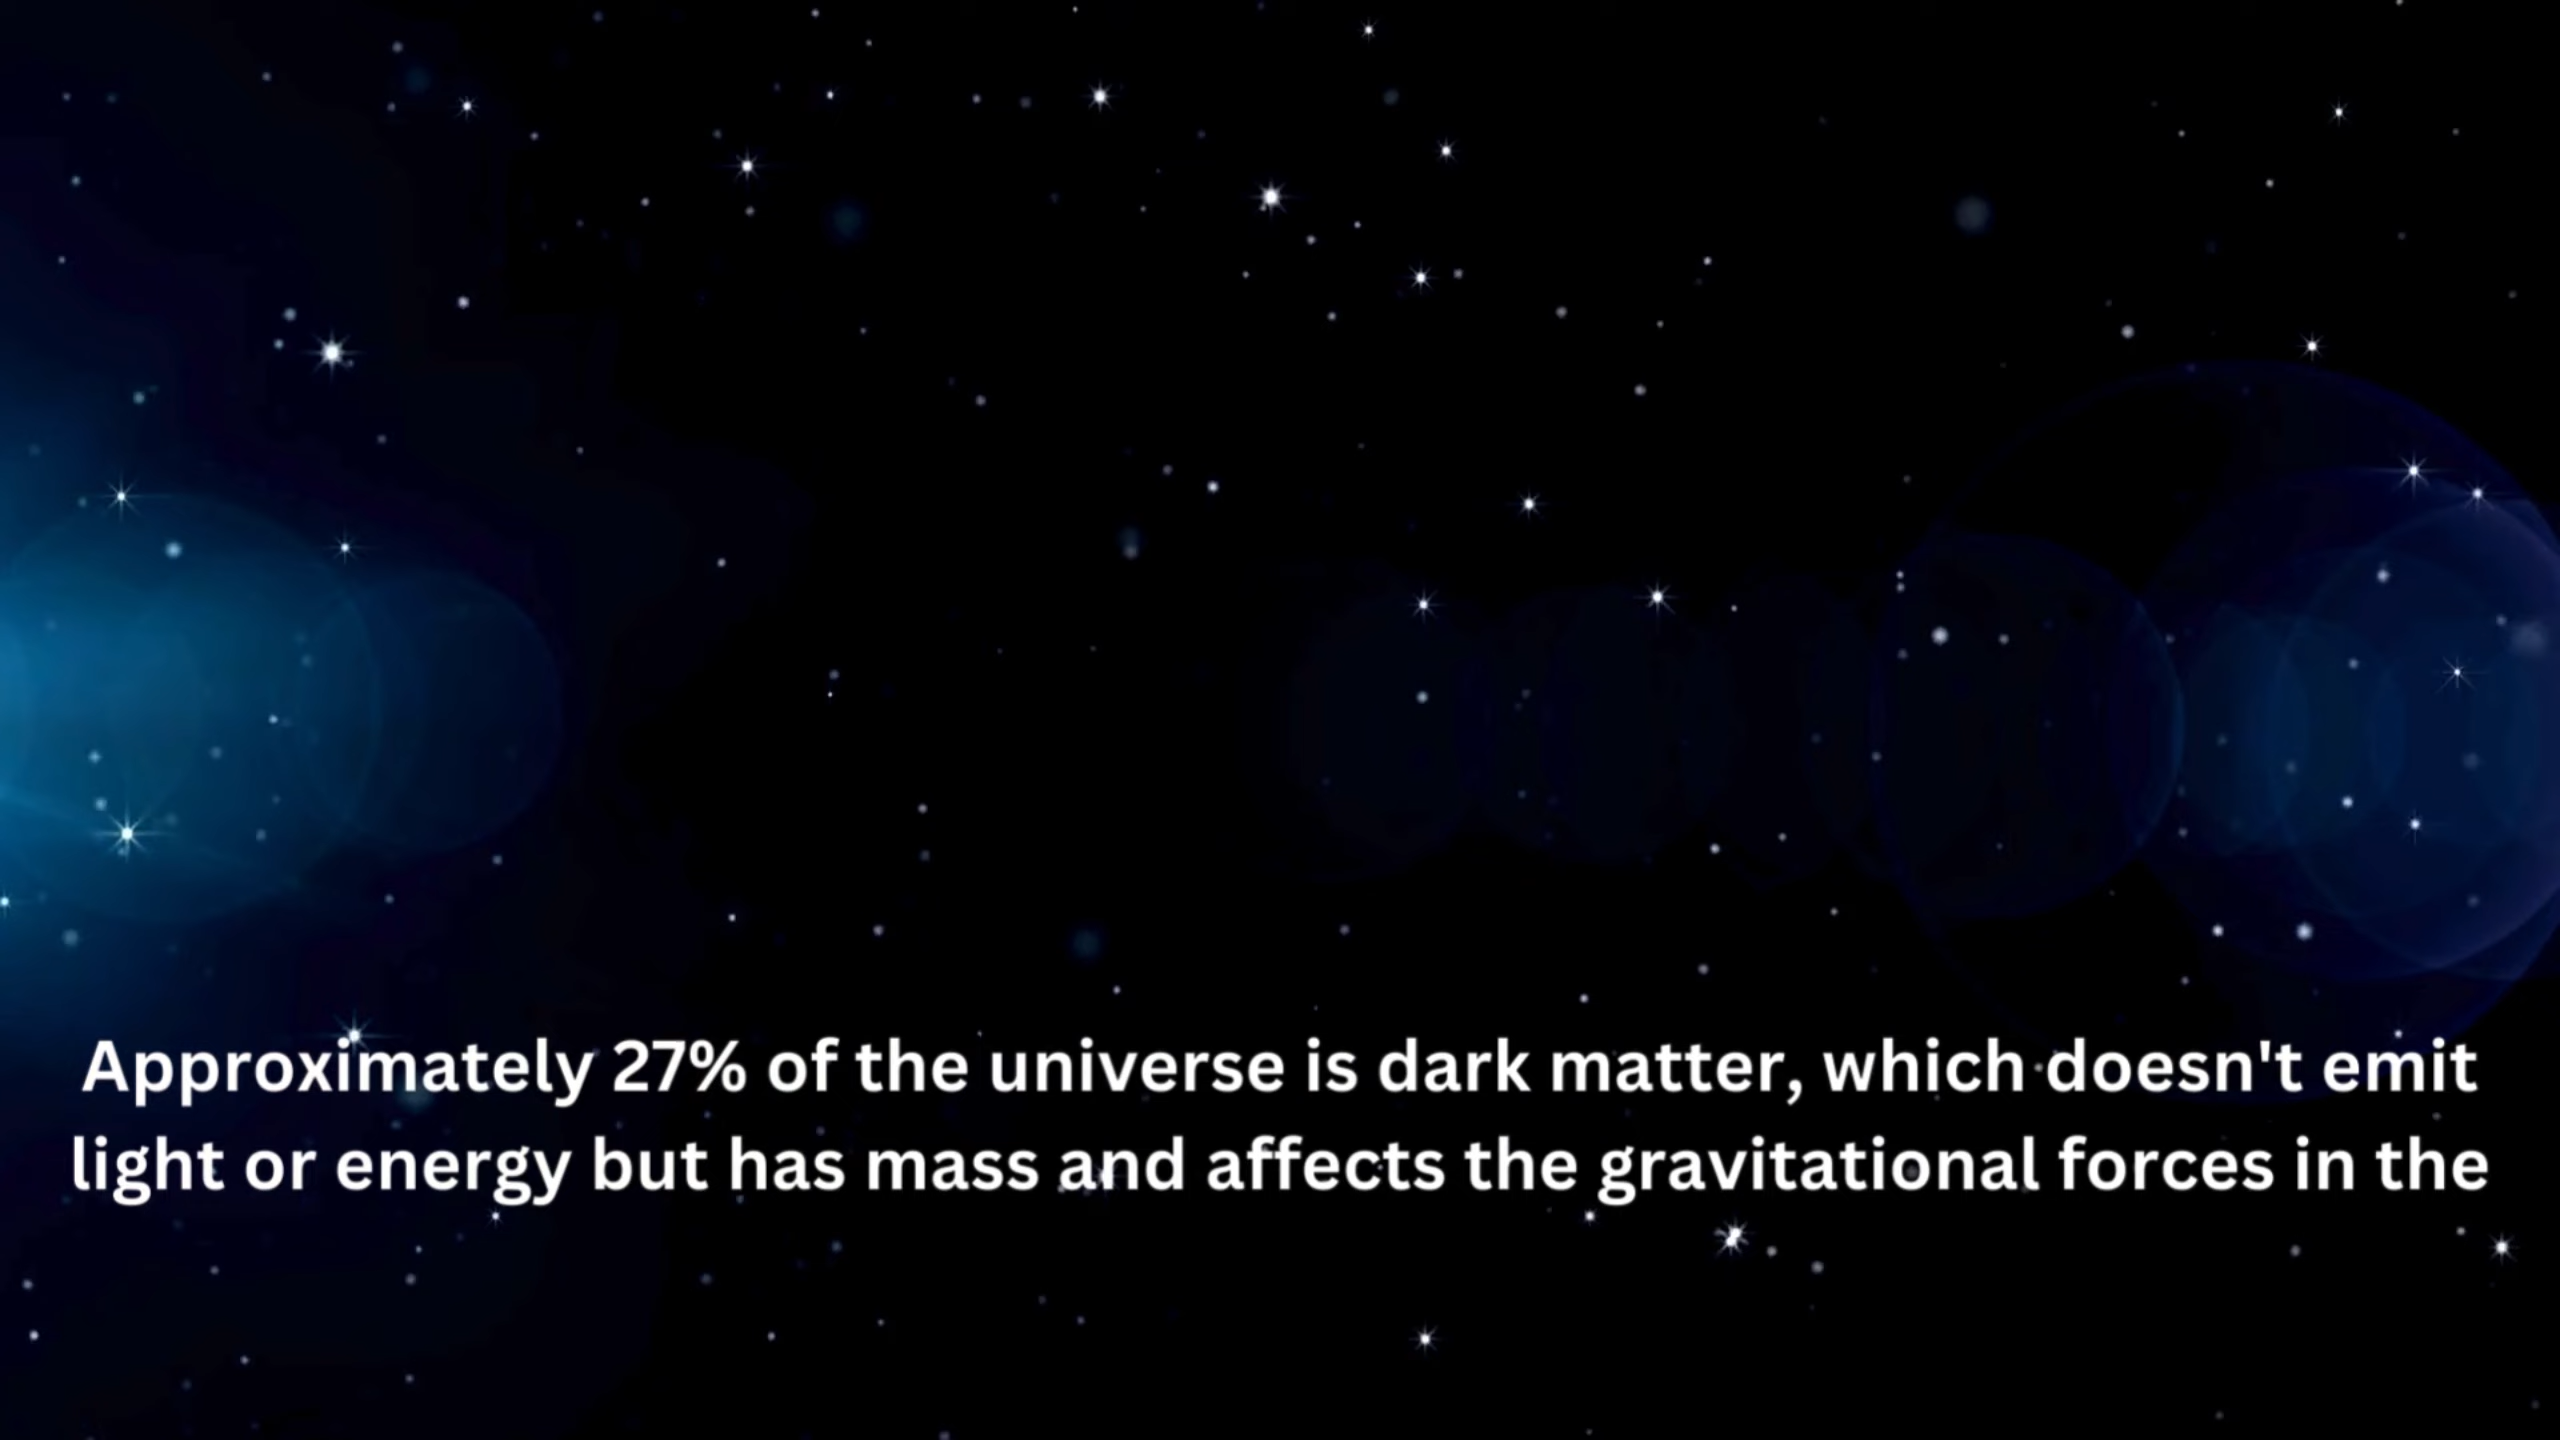 Approximately 27% of the universe is dark matter, which doesn't emit
light or energy but has mass and affects the gravitational forces in the